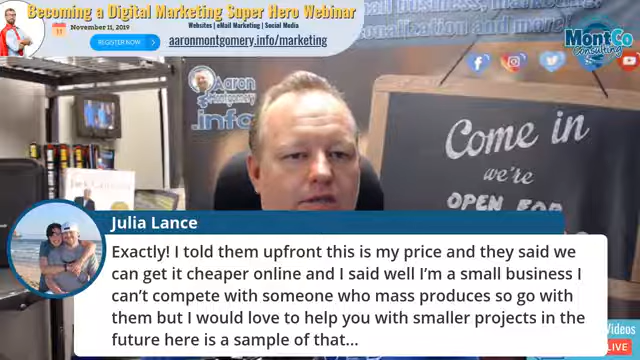 Becoming a Digital Marketing Super Hero Webinar
November 11, 2019
Websites | eMail Marketing | Social Media
REGISTER NOW
aaronmontgomery.info/marketing
MontCo
Consulting
Aaron
Montgomery
.info
Come in
we're
OPEN FOR
Julia Lance
Exactly! I told them upfront this is my price and they said we
can get it cheaper online and I said well I'm a small business I
can't compete with someone who mass produces so go with
them but I would love to help you with smaller projects in the
future here is a sample of that...
Videos
LIVE